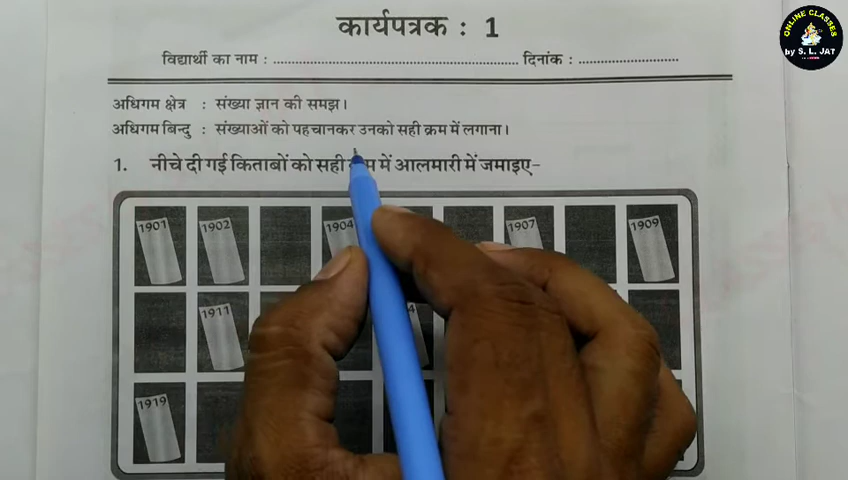 कार्यपत्रक : 1
विद्यार्थी का नाम : दिनांक :
अधिगम क्षेत्र : संख्या ज्ञान की समझ।
अधिगम बिन्दु : संख्याओं को पहचानकर उनको सही क्रम में लगाना।
1. नीचे दी गई किताबों को सही में आलमारी में जमाइए-
1901 1902 1904 1907 1909
1911
1919
ONLINE CLASSES
by S. L. JAT